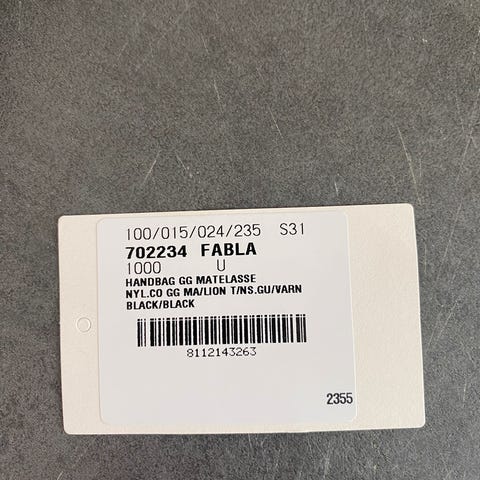 100/015/024/235 S31
702234 FABLA
1000 U
HANDBAG GG MATELASSE
NYL.CO GG MA/LION T/NS.GU/VARN
BLACK/BLACK
8112143263
2355